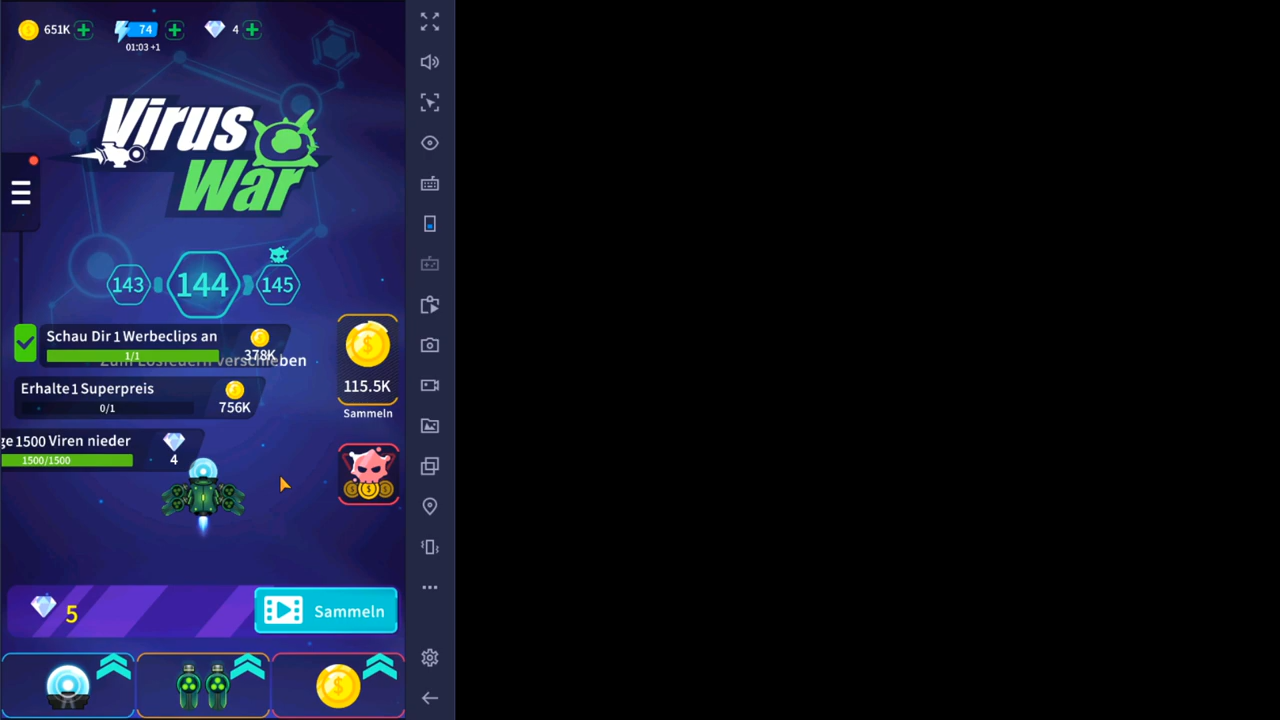 651K
74
4
01:03 +1
Virus
War
143
144
145
Schau Dir 1 Werbeclips an
1/1
378K
Zum Losfeuern verschieben
Erhalte 1 Superpreis
0/1
756K
115.5K
Sammeln
ge 1500 Viren nieder
1500/1500
4
5
Sammeln